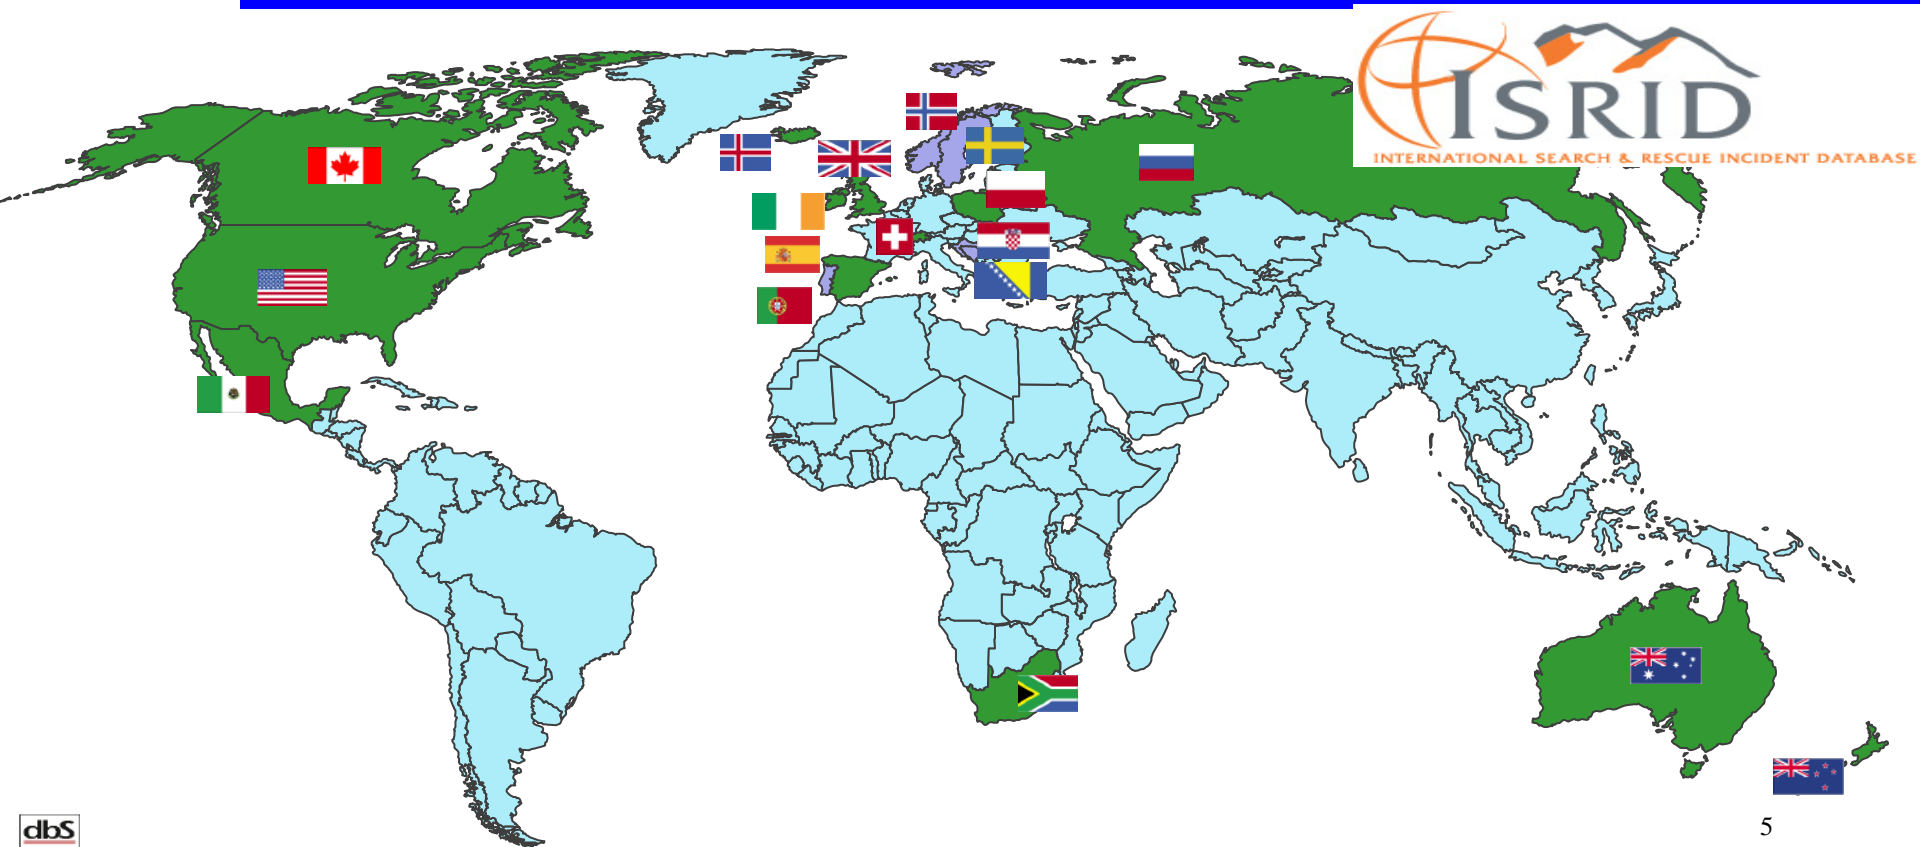 ISRID
INTERNATIONAL SEARCH & RESCUE INCIDENT DATABASE
dbS
5